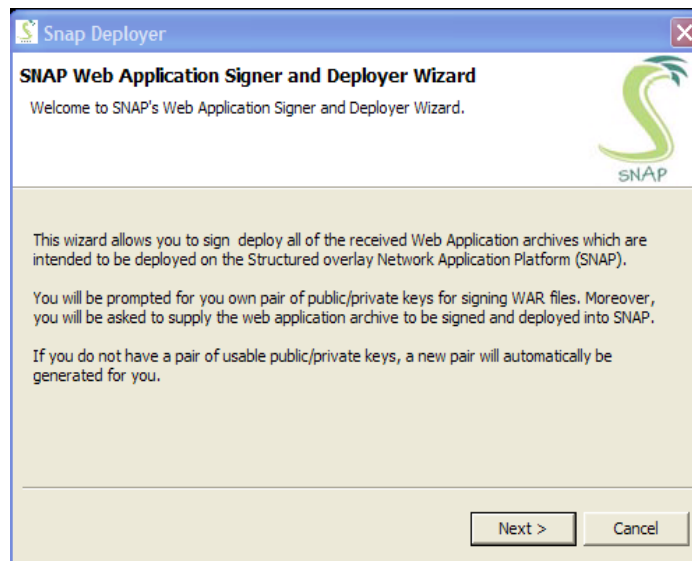 Snap Deployer
SNAP Web Application Signer and Deployer Wizard
Welcome to SNAP's Web Application Signer and Deployer Wizard.
SNAP
This wizard allows you to sign deploy all of the received Web Application archives which are
intended to be deployed on the Structured overlay Network Application Platform (SNAP).
You will be prompted for you own pair of public/private keys for signing WAR files. Moreover,
you will be asked to supply the web application archive to be signed and deployed into SNAP.
If you do not have a pair of usable public/private keys, a new pair will automatically be
generated for you.
Next >
Cancel